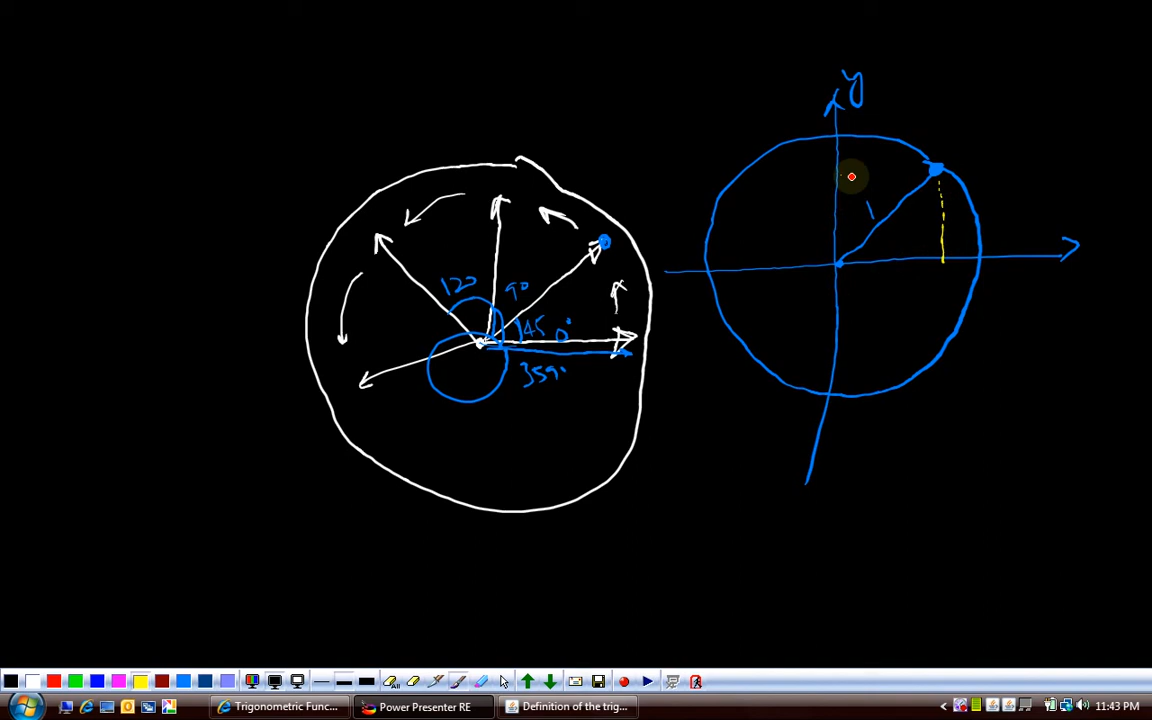 y
1
120
90
45
0°
359°
Trigonometric Func...
Power Presenter RE
Definition of the trig...
11:43 PM